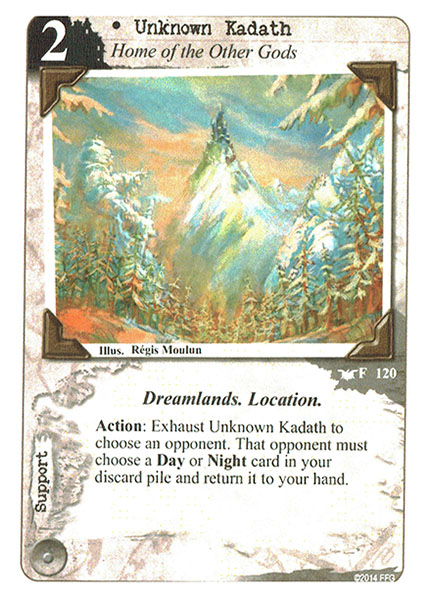 2
• Unknown Kadath
Home of the Other Gods
Illus. Régis Moulun
F 120
Dreamlands. Location.
Action: Exhaust Unknown Kadath to
choose an opponent. That opponent must
choose a Day or Night card in your
discard pile and return it to your hand.
Support
©2014 FFG